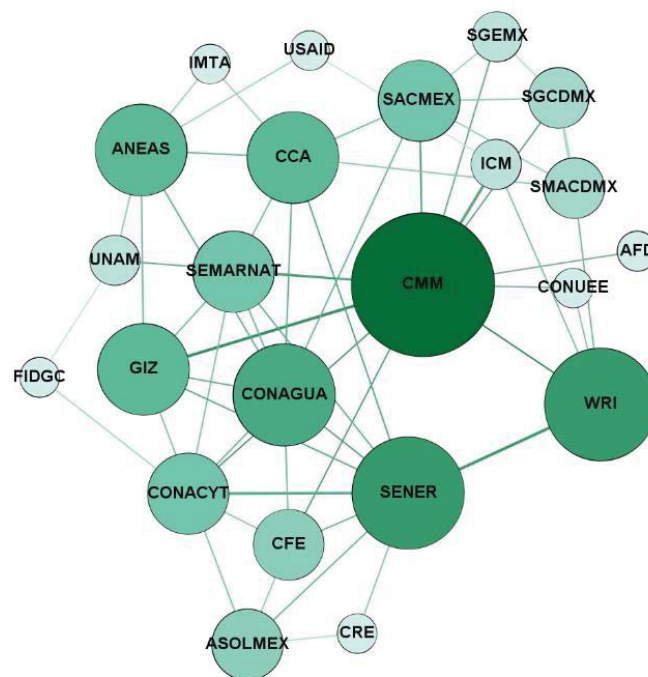 SGEMX
USAID
IMTA
SGCDMX
SACMEX
ANEAS
CCA
ICM
SMACDMX
AFD
UNAM
SEMARNAT
CMM
CONUEE
FIDGC
GIZ
CONAGUA
WRI
CONACYT
SENER
CFE
ASOLMEX
CRE